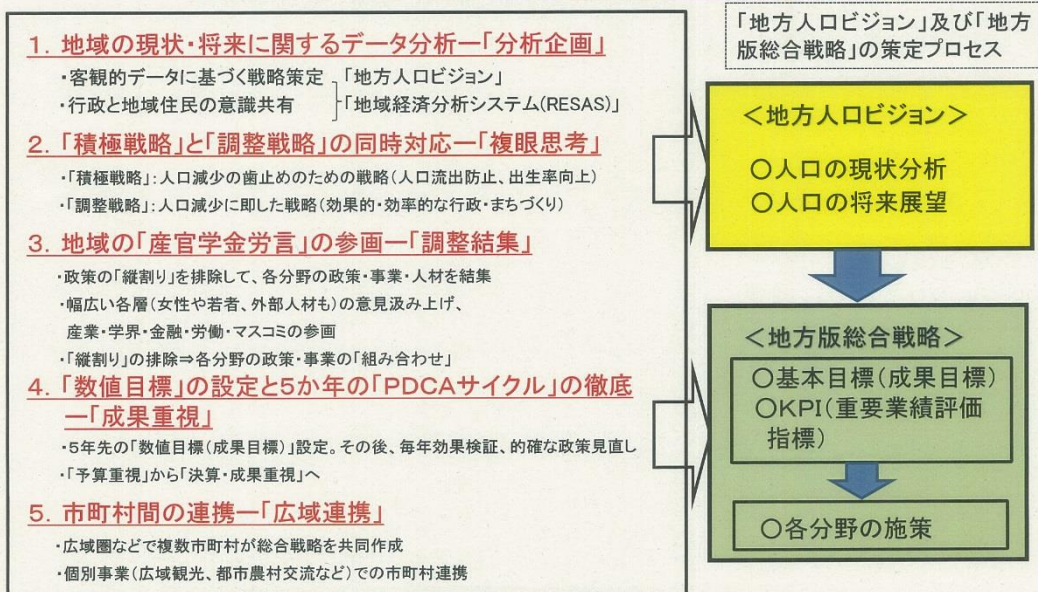 1．地域の現状・将来に関するデータ分析―「分析企画」
・客観的データに基づく戦略策定　「地方人口ビジョン」
・行政と地域住民の意識共有　「地域経済分析システム(RESAS)」
2．「積極戦略」と「調整戦略」の同時対応―「複眼思考」
・「積極戦略」：人口減少の歯止めのための戦略（人口流出防止、出生率向上）
・「調整戦略」：人口減少に即した戦略（効果的・効率的な行政・まちづくり）
3．地域の「産官学金労言」の参画―「調整結集」
・政策の「縦割り」を排除して、各分野の政策・事業・人材を結集
・幅広い各層（女性や若者、外部人材も）の意見汲み上げ、
産業・学界・金融・労働・マスコミの参画
・「縦割り」の排除⇒各分野の政策・事業の「組み合わせ」
4．「数値目標」の設定と5か年の「PDCAサイクル」の徹底
―「成果重視」
・5年先の「数値目標（成果目標）」設定。その後、毎年効果検証、的確な政策見直し
・「予算重視」から「決算・成果重視」へ
5．市町村間の連携―「広域連携」
・広域圏などで複数市町村が総合戦略を共同作成
・個別事業（広域観光、都市農村交流など）での市町村連携
「地方人口ビジョン」及び「地方
版総合戦略」の策定プロセス
＜地方人口ビジョン＞
○人口の現状分析
○人口の将来展望
＜地方版総合戦略＞
○基本目標（成果目標）
○KPI（重要業績評価
指標）
○各分野の施策